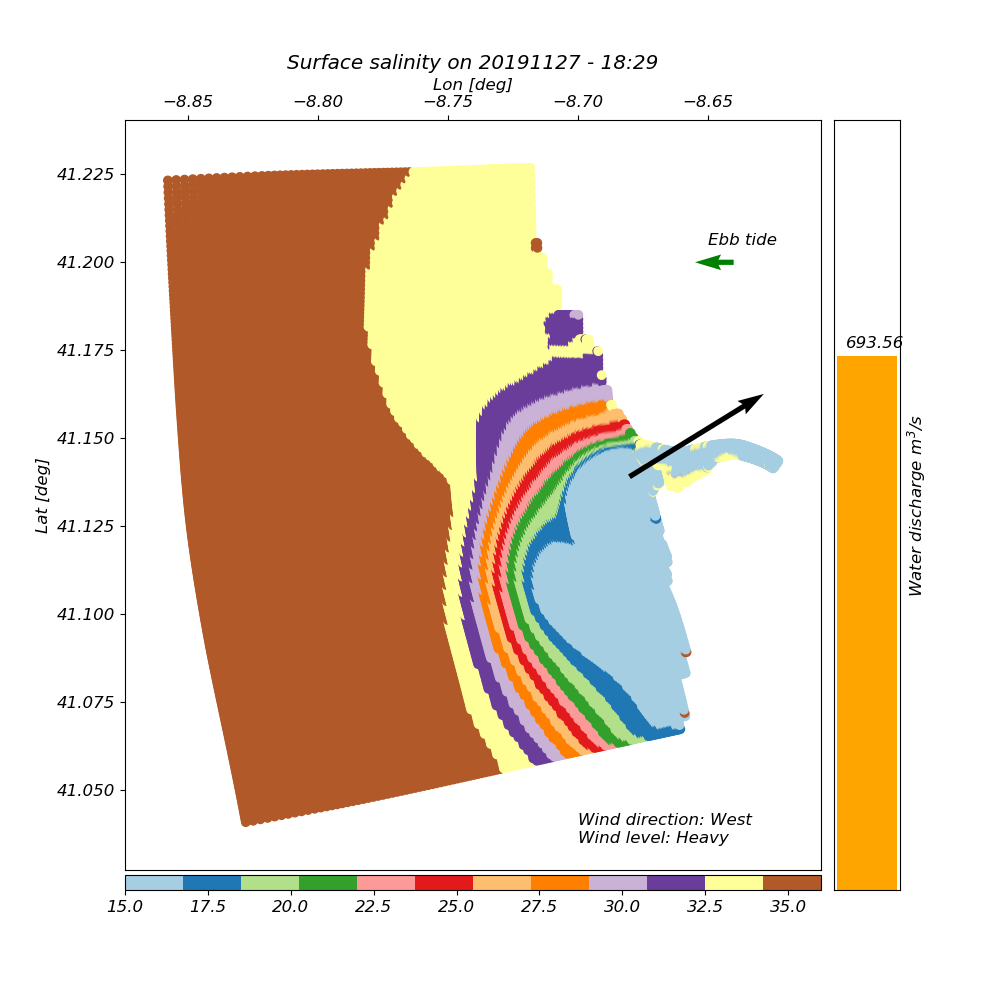 Surface salinity on 20191127 - 18:29
Lon [deg]
−8.85 −8.80 −8.75 −8.70 −8.65
41.225
41.200
41.175
41.150
41.125
41.100
41.075
41.050
Lat [deg]
Ebb tide
693.56
Water discharge m³/s
Wind direction: West
Wind level: Heavy
15.0 17.5 20.0 22.5 25.0 27.5 30.0 32.5 35.0